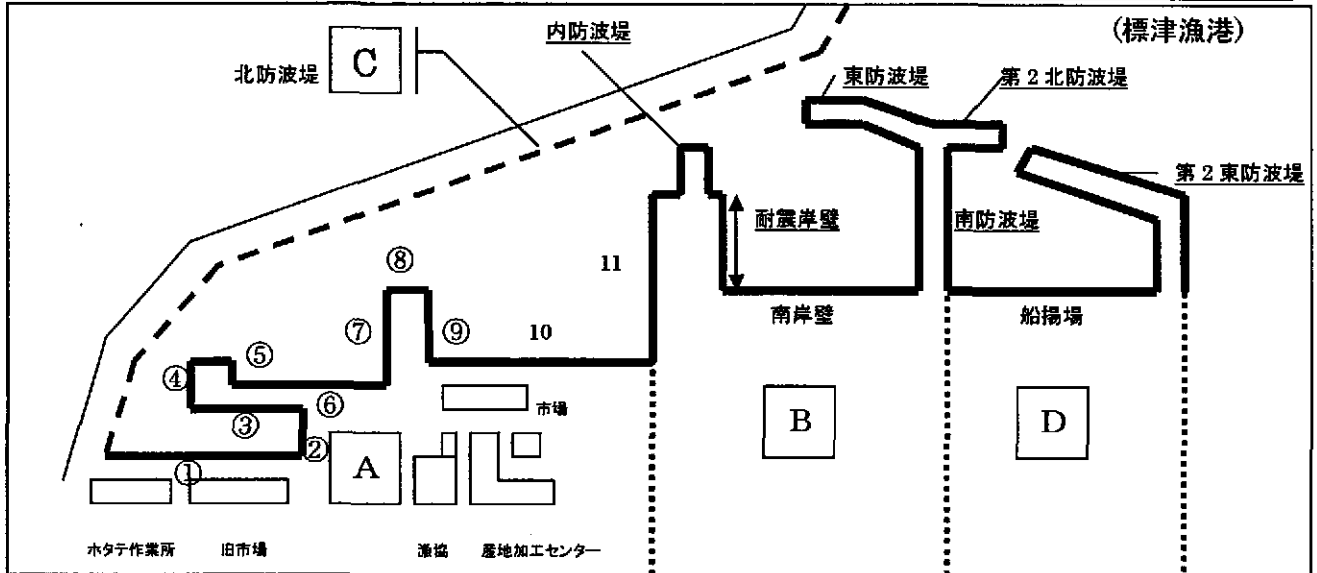 (標津漁港)
内防波堤
C
北防波堤
東防波堤
第2北防波堤
第2東防波堤
耐震岸壁
南防波堤
⑧
11
南岸壁
船揚場
⑦
⑨
10
⑤
④
⑥
③
市場
B
D
②
A
①
ホタテ作業所
旧市場
漁協
産地加工センター